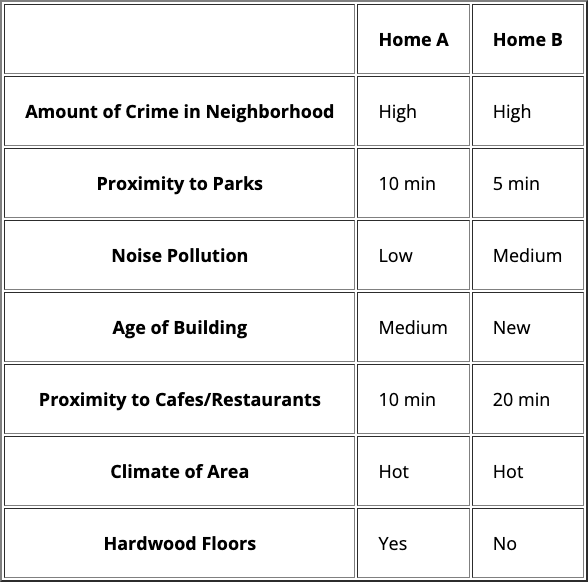 Home A Home B
Amount of Crime in Neighborhood High High
Proximity to Parks 10 min 5 min
Noise Pollution Low Medium
Age of Building Medium New
Proximity to Cafes/Restaurants 10 min 20 min
Climate of Area Hot Hot
Hardwood Floors Yes No